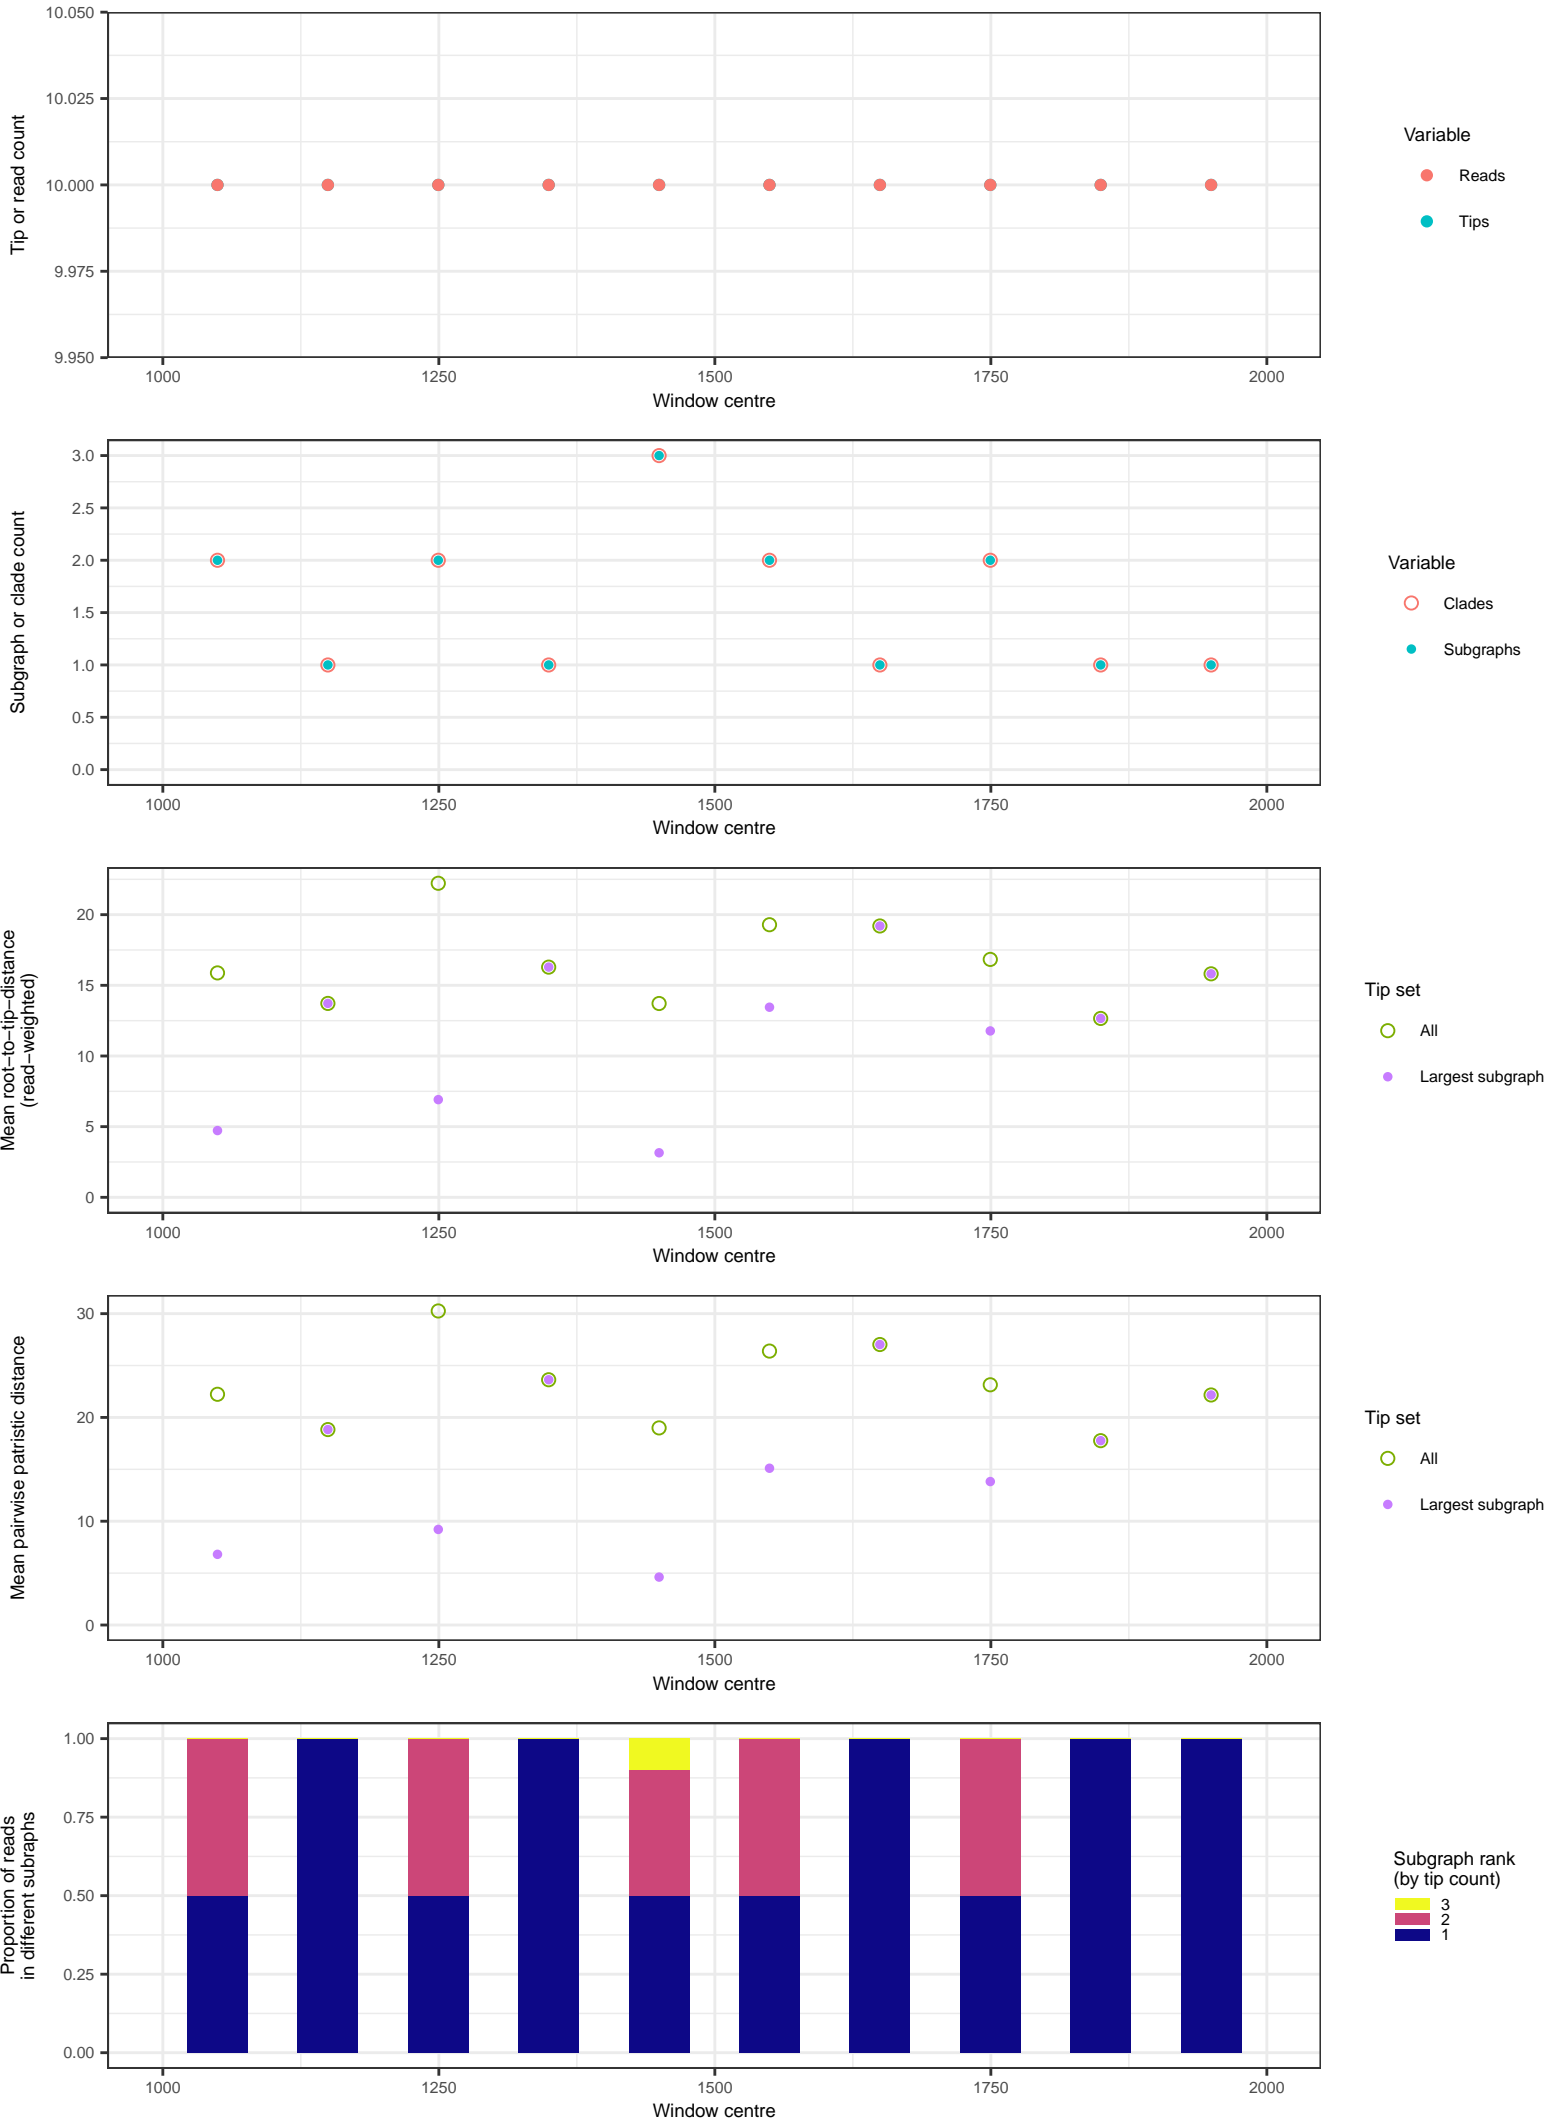 10.050
10.025
10.000
9.975
9.950
Tip or read count
1000 1250 1500 1750 2000
Window centre
Variable
Reads
Tips
3.0
2.5
2.0
1.5
1.0
0.5
0.0
Subgraph or clade count
1000 1250 1500 1750 2000
Window centre
Variable
Clades
Subgraphs
20
15
10
5
0
Mean root−to−tip−distance
(read−weighted)
1000 1250 1500 1750 2000
Window centre
Tip set
All
Largest subgraph
30
20
10
0
Mean pairwise patristic distance
1000 1250 1500 1750 2000
Window centre
Tip set
All
Largest subgraph
1.00
0.75
0.50
0.25
0.00
Proportion of reads
in different subraphs
1000 1250 1500 1750 2000
Window centre
Subgraph rank
(by tip count)
3
2
1